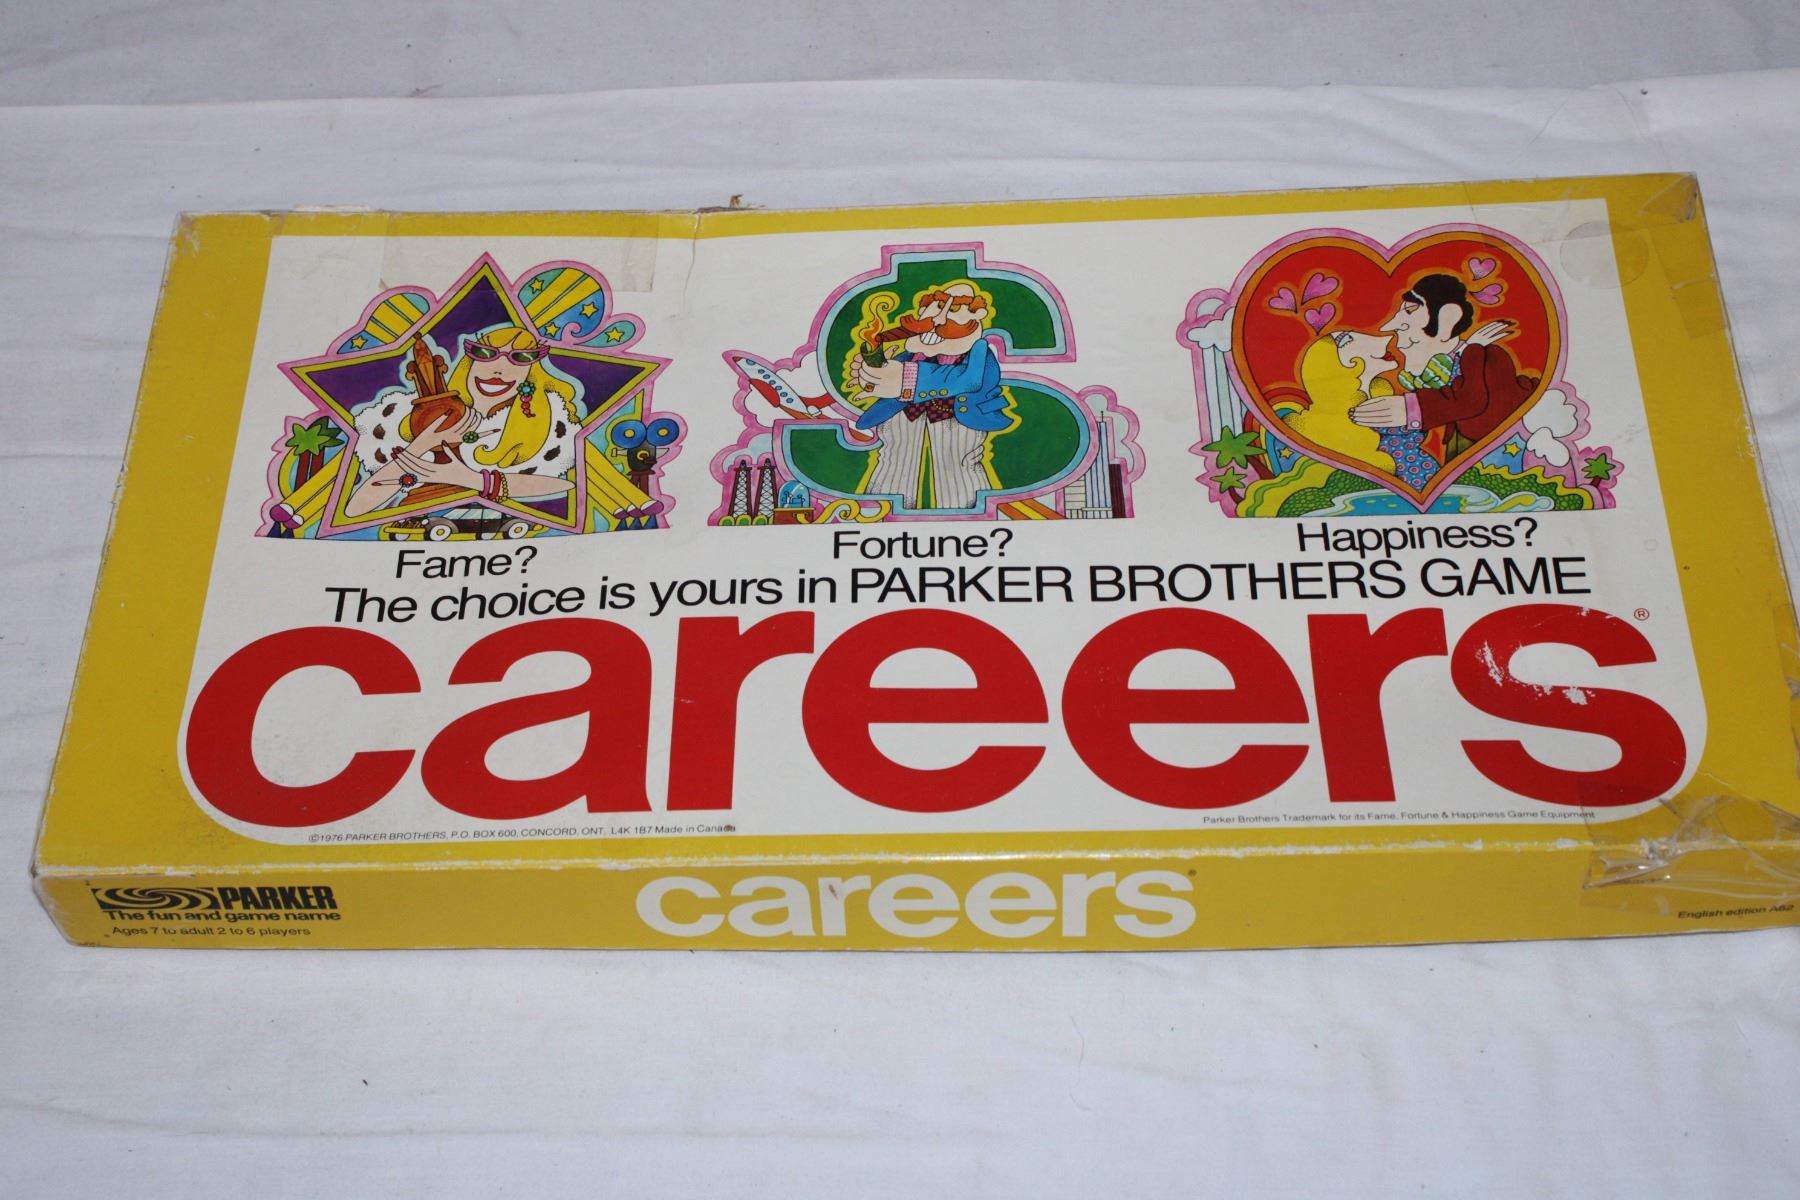 Fame?
Fortune?
Happiness?
The choice is yours in PARKER BROTHERS GAME
careers®
©1976 PARKER BROTHERS, P.O. BOX 600, CONCORD, ONT. L4K 1B7 Made in Canada
Parker Brothers Trademark for its Fame, Fortune & Happiness Game Equipment
PARKER
The fun and game name
Ages 7 to adult 2 to 6 players
careers®
English edition A62